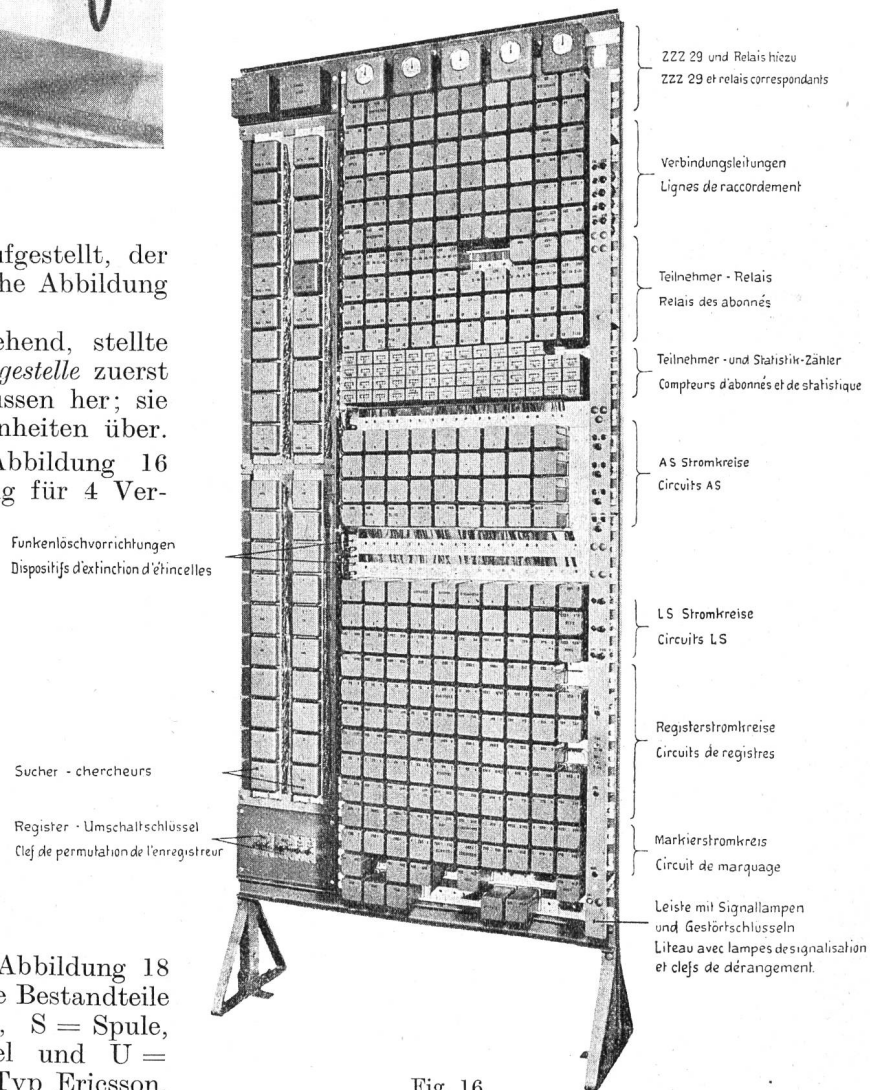 ZZZ 29 und Relais hiezu
ZZZ 29 et relais correspondants
Verbindungsleitungen
Lignes de raccordement
ufgestellt, der
he Abbildung
Teilnehmer - Relais
Relais des abonnés
ehend, stellte
gestelle zuerst
ssen her; sie
nheiten über.
Abbildung 16
g für 4 Ver-
Teilnehmer - und Statistik-Zähler
Compteurs d'abonnés et de statistique
AS Stromkreise
Circuits AS
Funkenlöschvorrichtungen
Dispositifs d'extinction d'étincelles
LS Stromkreise
Circuits LS
Registerstromkreise
Circuits de registres
Sucher - chercheurs
Register - Umschaltschlüssel
Clef de permutation de l'enregistreur
Markierstromkreis
Circuit de marquage
Leiste mit Signallampen
und Gestörtschlüsseln
Liteau avec lampes de signalisation
et clefs de dérangement.
Abbildung 18
e Bestandteile
, S = Spule,
el und U =
Typ Ericsson.
Fig. 16